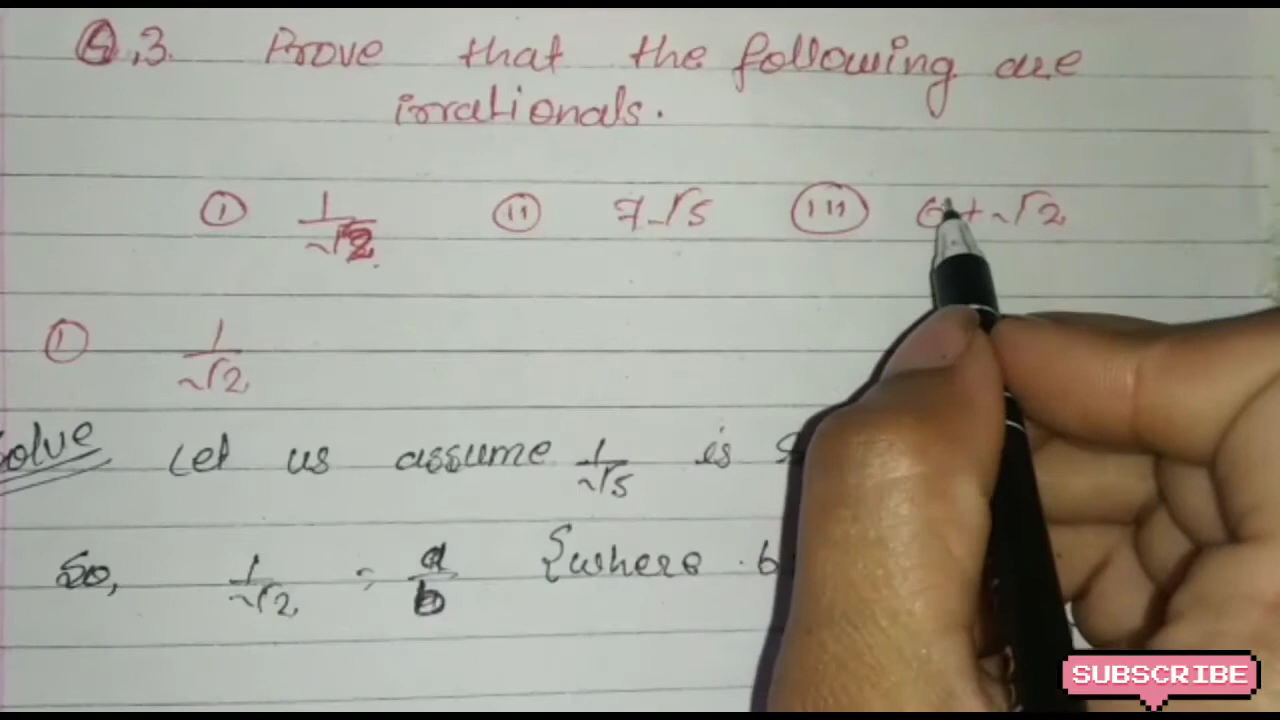 Q.3. Prove that the following are
irrationals.
(i) 1/√2 (ii) 7√5 (iii) 6+√2
(i) 1/√2
Solve Let us assume 1/√5 is
So, 1/√2 = a/b {where b
SUBSCRIBE